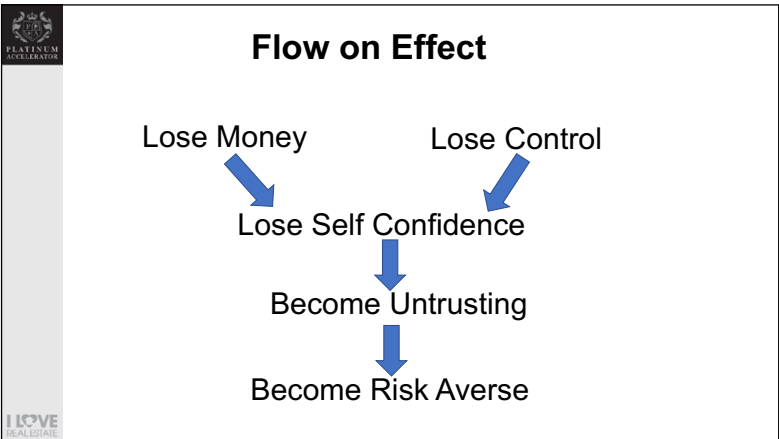 PLATINUM
ACCELERATOR
Flow on Effect
Lose Money
Lose Control
Lose Self Confidence
Become Untrusting
Become Risk Averse
I LOVE
REAL ESTATE